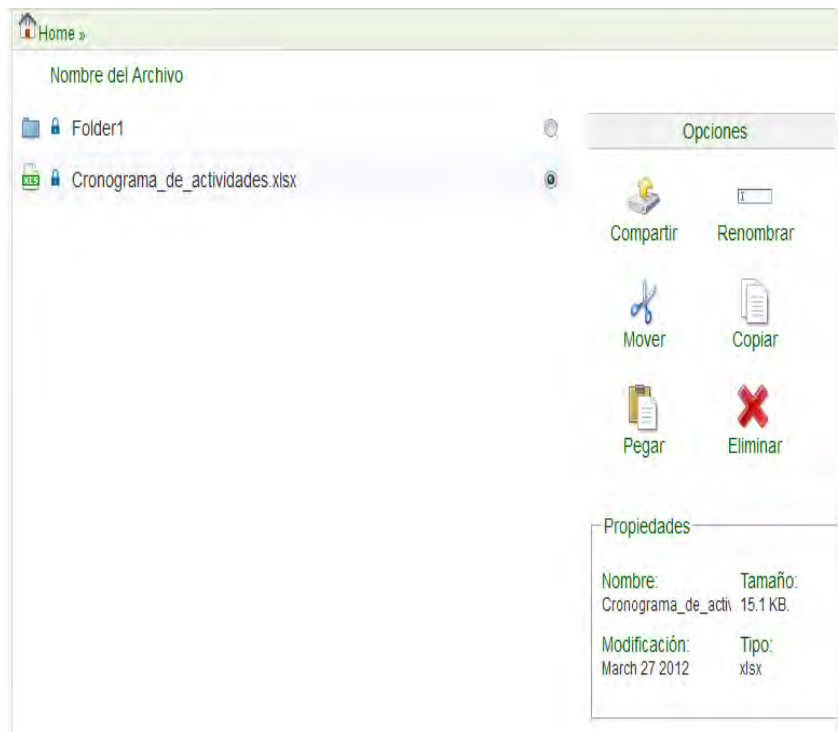 Home »
Nombre del Archivo
Folder1
XLS Cronograma_de_actividades.xlsx
Opciones
Compartir Renombrar
Mover Copiar
Pegar Eliminar
Propiedades
Nombre: Tamaño:
Cronograma_de_activ 15.1 KB.
Modificación: Tipo:
March 27 2012 xlsx